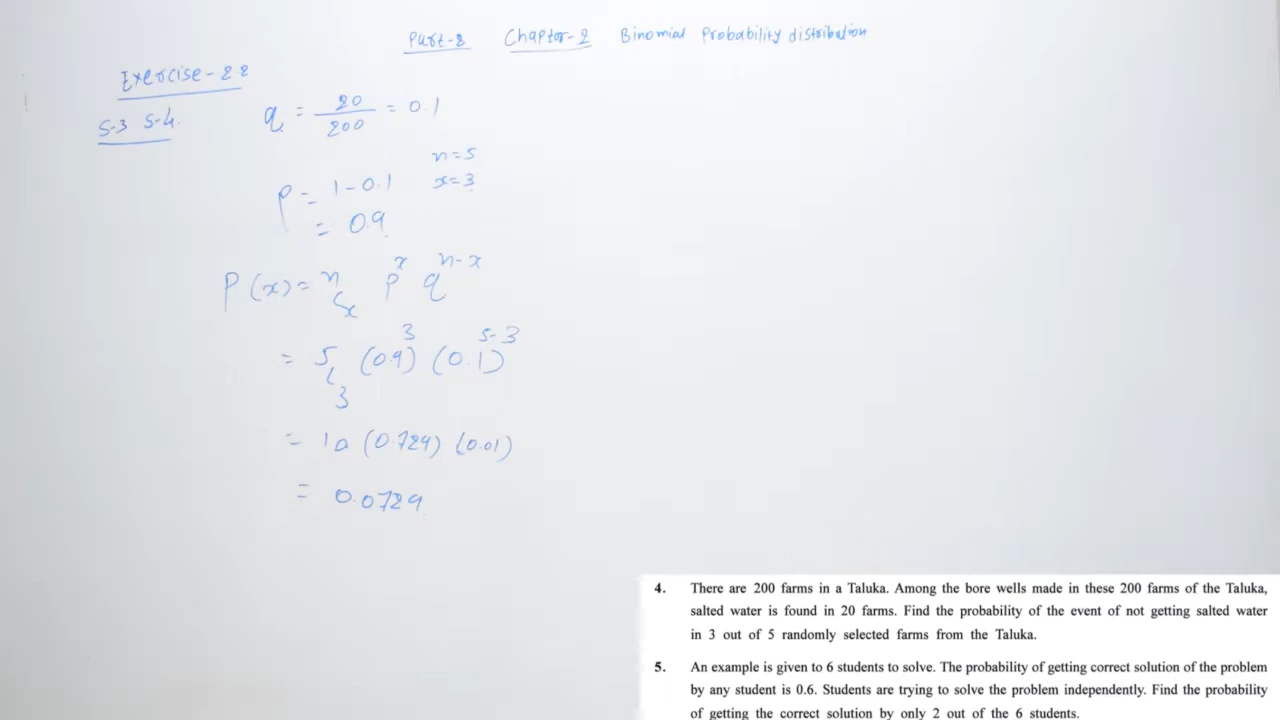 Part-2 Chapter-2 Binomial Probability distribution
Exercise-2.2
S-3 S-4.
q = 20/200 = 0.1
n=5
p = 1-0.1
x=3
= 0.9
P(x) = nCx p^x q^n-x
= 5C3 (0.9)^3 (0.1)^5-3
= 10 (0.729) (0.01)
= 0.0729
4. There are 200 farms in a Taluka. Among the bore wells made in these 200 farms of the Taluka,
salted water is found in 20 farms. Find the probability of the event of not getting salted water
in 3 out of 5 randomly selected farms from the Taluka.
5. An example is given to 6 students to solve. The probability of getting correct solution of the problem
by any student is 0.6. Students are trying to solve the problem independently. Find the probability
of getting the correct solution by only 2 out of the 6 students.